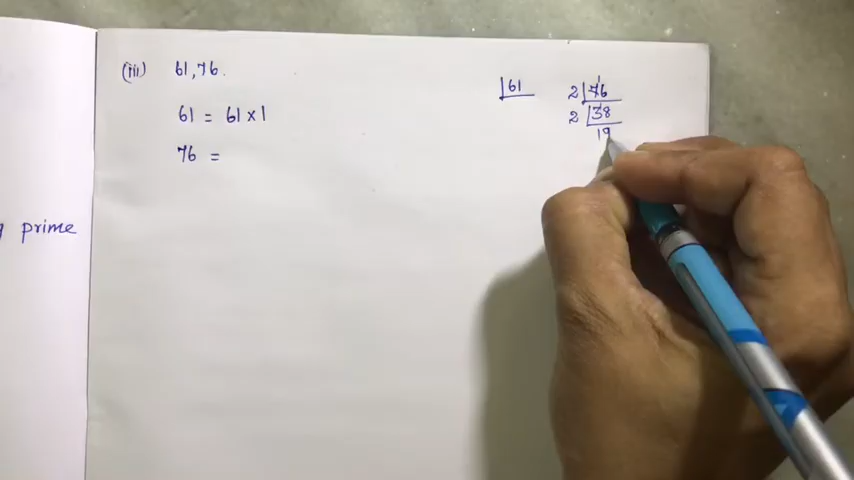 (iii) 61, 76.
61 = 61 × 1
76 =
61
2 76
2 38
19
prime